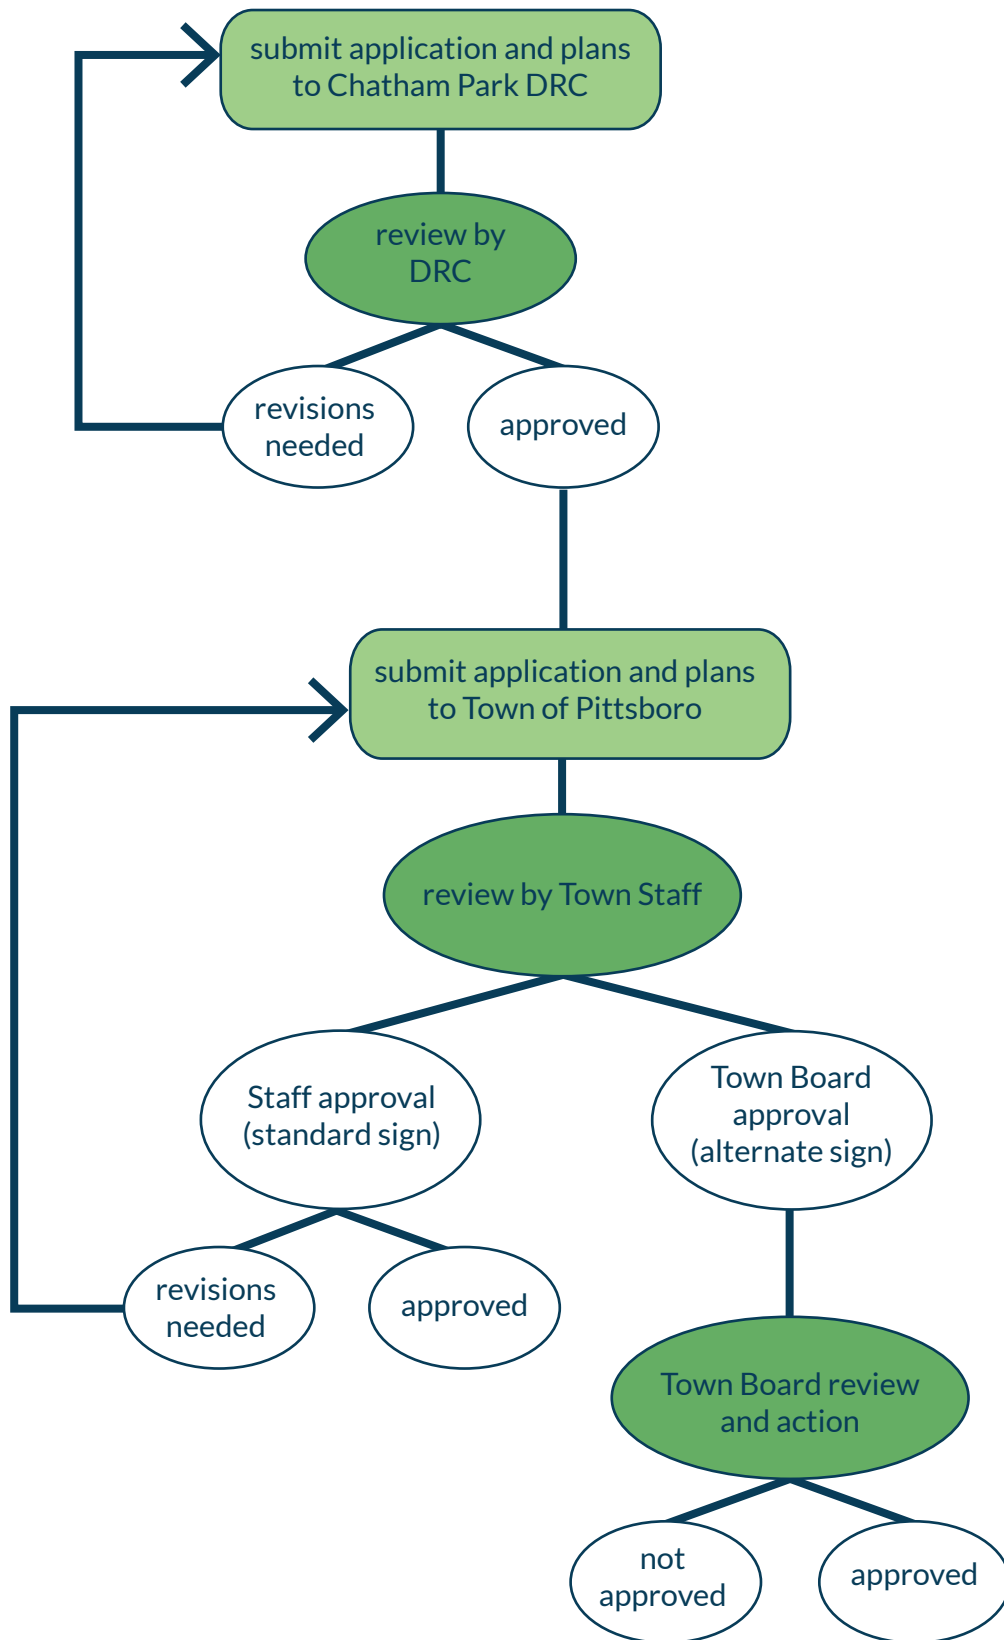 submit application and plans
to Chatham Park DRC
review by
DRC
revisions
needed
approved
submit application and plans
to Town of Pittsboro
review by Town Staff
Staff approval
(standard sign)
Town Board
approval
(alternate sign)
revisions
needed
approved
Town Board review
and action
not
approved
approved